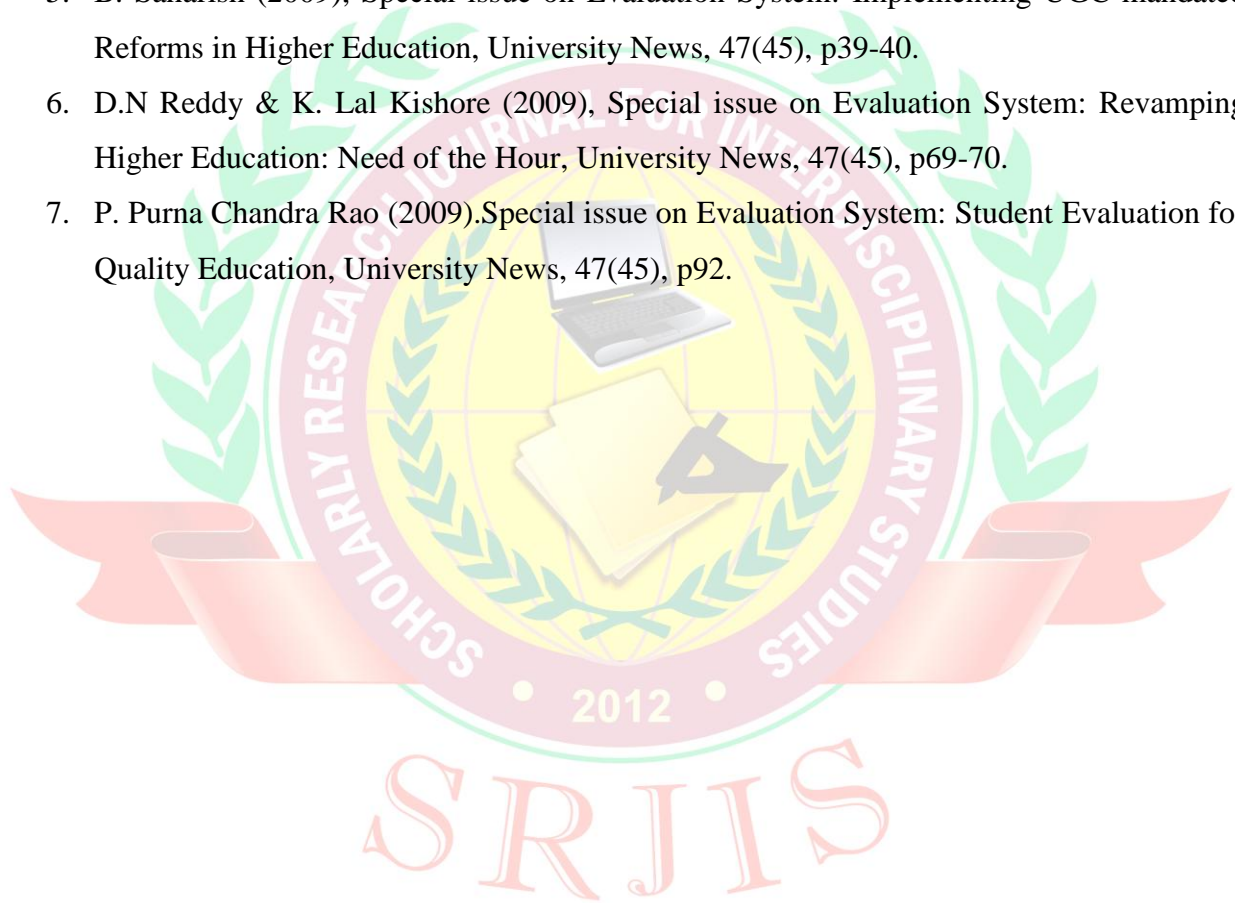 Reforms in Higher Education, University News, 47(45), p39-40.
6. D.N Reddy & K. Lal Kishore (2009), Special issue on Evaluation System: Revamping
Higher Education: Need of the Hour, University News, 47(45), p69-70.
7. P. Purna Chandra Rao (2009).Special issue on Evaluation System: Student Evaluation fo
Quality Education, University News, 47(45), p92.
SCHOLARLY RESEARCH JOURNAL FOR INTERDISCIPLINARY STUDIES
• 2012 •
SRJIS